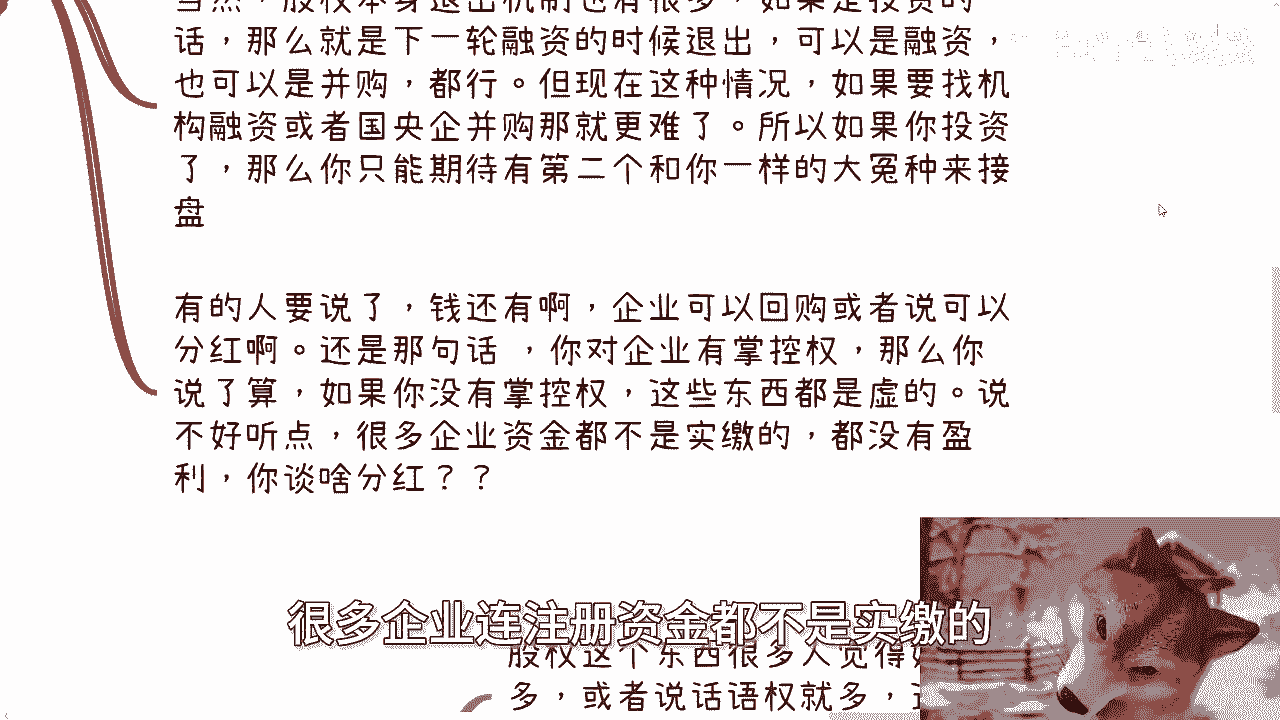 当然，股权本身退出机制也有很多，如果是投资的
话，那么就是下一轮融资的时候退出，可以是融资，
也可以是并购，都行。但现在这种情况，如果要找机
构融资或者国央企并购那就更难了。所以如果你投资
了，那么你只能期待有第二个和你一样的大冤种来接
盘
有的人要说了，钱还有啊，企业可以回购或者说可以
分红啊。还是那句话 ，你对企业有掌控权，那么你
说了算，如果你没有掌控权，这些东西都是虚的。说
不好听点，很多企业资金都不是实缴的，都没有盈
利，你谈啥分红？？
很多企业连注册资金都不是实缴的
股权这个东西很多人觉得
多，或者说话语权就多，